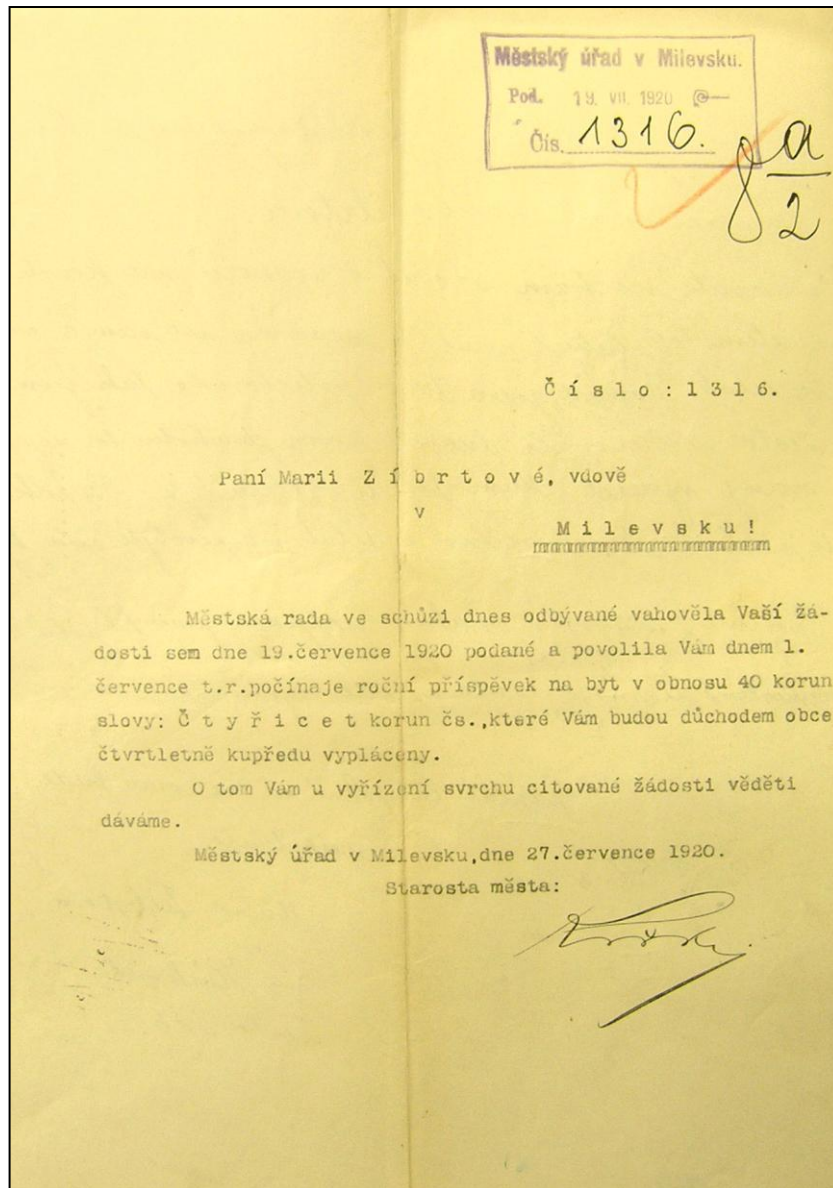 Městský úřad v Milevsku.
Pod. 19. VII. 1920
Čís. 1316.
a
8
2
Číslo: 1316.
Paní Marii Zíbrtové, vdově
v
Milevsku!
Městská rada ve schůzi dnes odbývané vahověla Vaší žá-
dosti sem dne 19.července 1920 podané a povolila Vám dnem 1.
července t.r.počínaje roční příspěvek na byt v obnosu 40 korun
slovy: Čtyřicet korun čs.,které Vám budou důchodem obce
čtvrtletně kupředu vypláceny.
O tom Vám u vyřízení svrchu citované žádosti věděti
dáváme.
Městský úřad v Milevsku,dne 27.července 1920.
Starosta města: